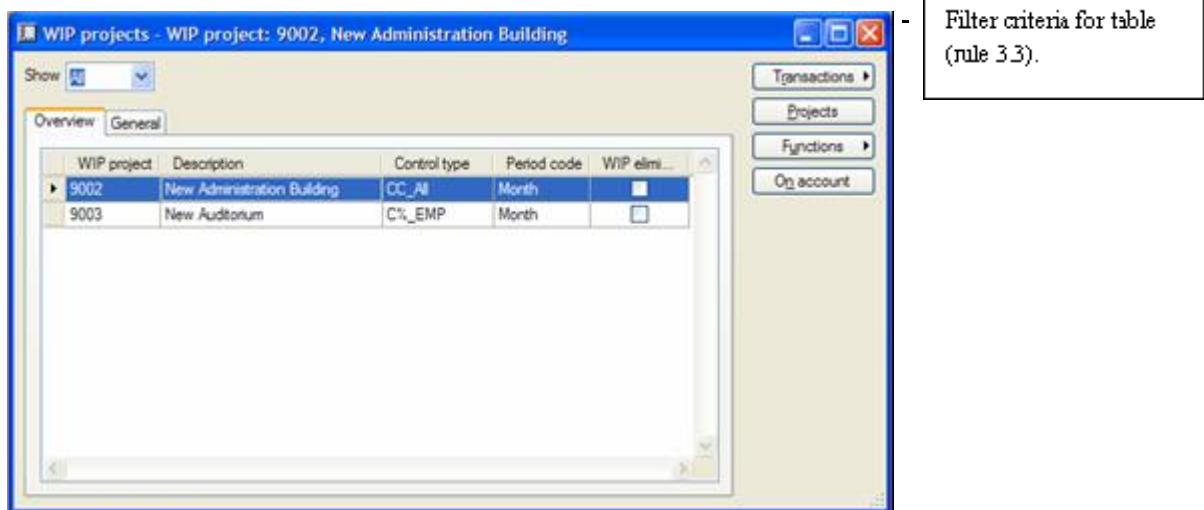 WIP projects - WIP project: 9002, New Administration Building
Show All
Overview General
WIP project Description Control type Period code WIP elimi...
9002 New Administration Building CC_All Month
9003 New Auditorium C%_EMP Month
Transactions
Projects
Functions
On account
-
Filter criteria for table
(rule 3.3).